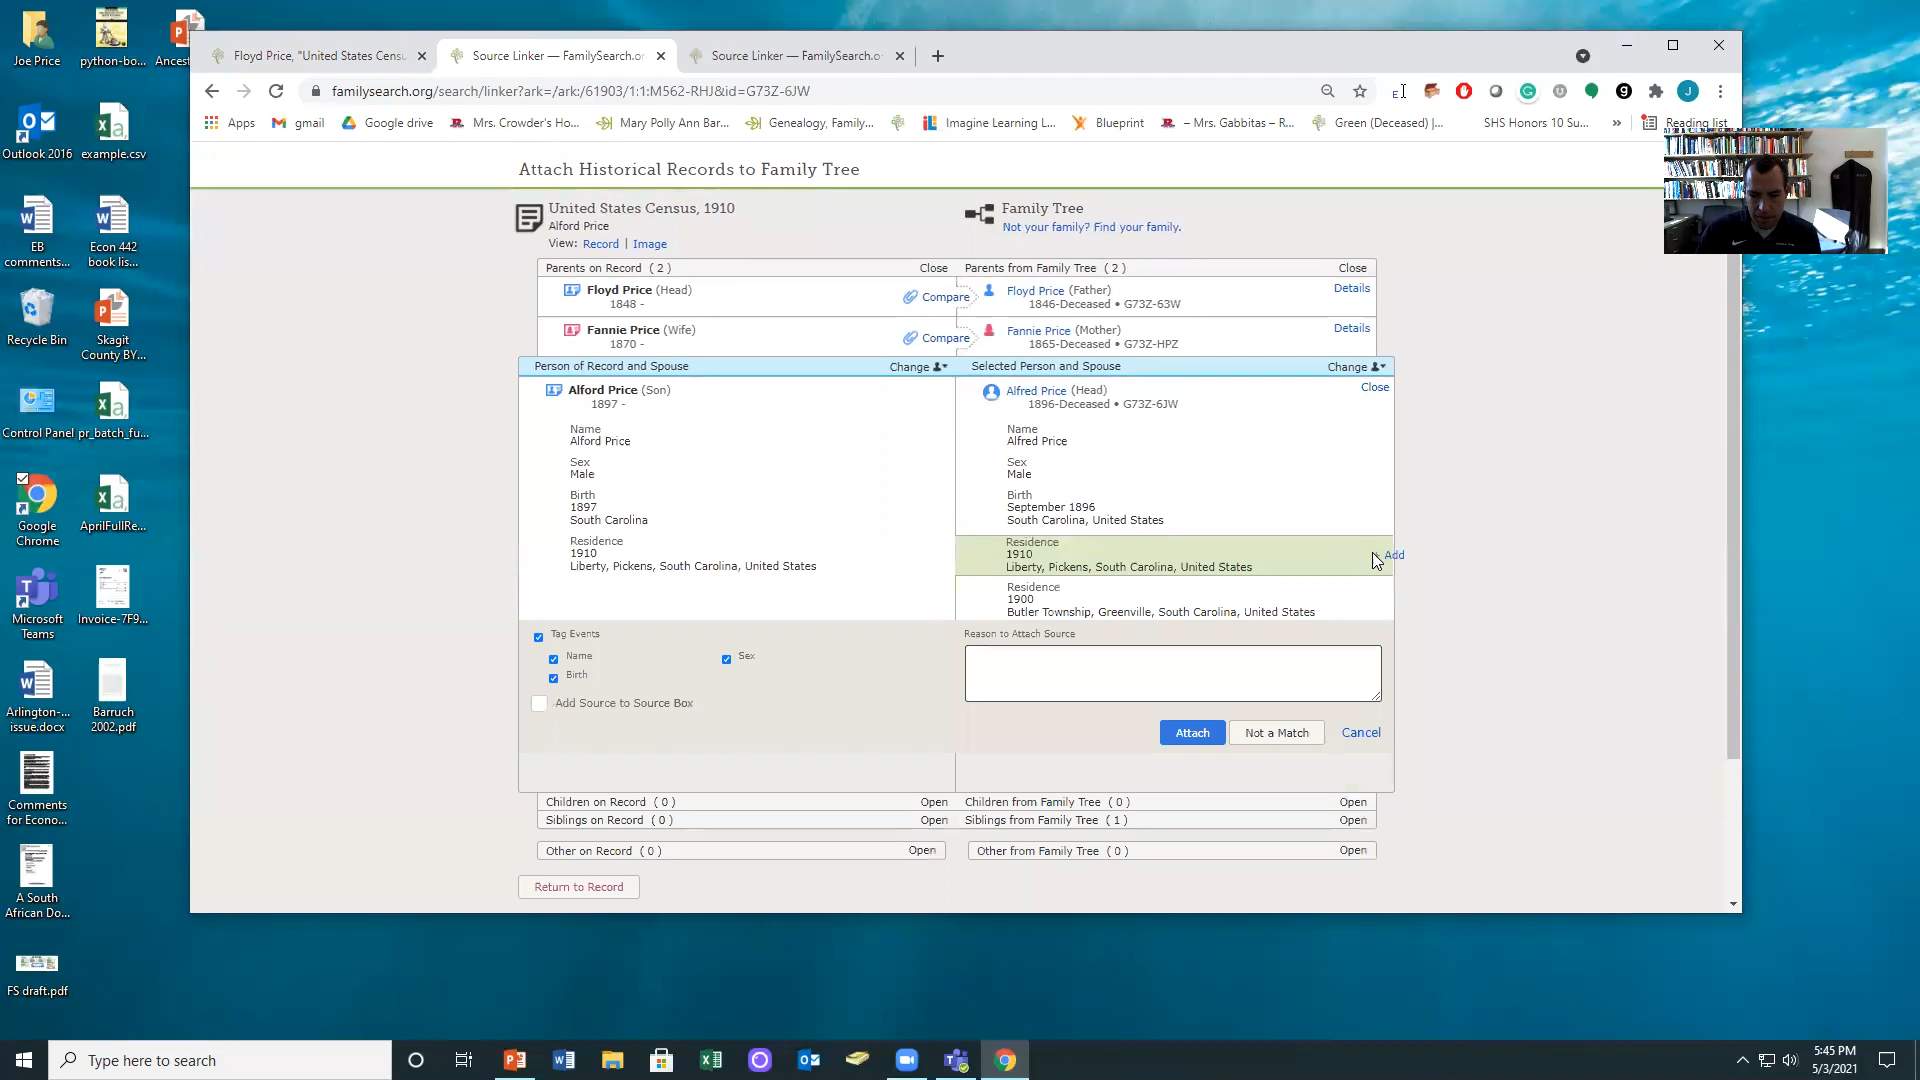 Joe Price
python-bo...
Ances
Outlook 2016
example.csv
EB
comments...
Econ 442
book lis...
Recycle Bin
Skagit
County BY...
Control Panel
pr_batch_fu...
Google
Chrome
AprilFullRe...
Microsoft
Teams
Invoice-7F9...
Arlington-...
issue.docx
Barruch
2002.pdf
Comments
for Econo...
A South
African Do...
FS draft.pdf
Floyd Price, "United States Censu
Source Linker — FamilySearch.or
Source Linker — FamilySearch.o
familysearch.org/search/linker?ark=/ark:/61903/1:1:M562-RHJ&id=G73Z-6JW
Apps
gmail
Google drive
Mrs. Crowder's Ho...
Mary Polly Ann Bar...
Genealogy, Family...
Imagine Learning L...
Blueprint
– Mrs. Gabbitas – R...
Green (Deceased) |...
SHS Honors 10 Su...
»
Reading list
Attach Historical Records to Family Tree
United States Census, 1910
Alford Price
View: Record | Image
Family Tree
Not your family? Find your family.
Parents on Record ( 2 ) Close
Parents from Family Tree ( 2 ) Close
Floyd Price (Head)
1848 -
Compare
Floyd Price (Father)
1846-Deceased • G73Z-63W
Details
Fannie Price (Wife)
1870 -
Compare
Fannie Price (Mother)
1865-Deceased • G73Z-HPZ
Details
Person of Record and Spouse Change
Selected Person and Spouse Change
Alford Price (Son)
1897 -
Name
Alford Price
Sex
Male
Birth
1897
South Carolina
Residence
1910
Liberty, Pickens, South Carolina, United States
Alfred Price (Head)
1896-Deceased • G73Z-6JW
Close
Name
Alfred Price
Sex
Male
Birth
September 1896
South Carolina, United States
Residence
1910
Liberty, Pickens, South Carolina, United States
Add
Residence
1900
Butler Township, Greenville, South Carolina, United States
Tag Events
Name
Sex
Birth
Add Source to Source Box
Reason to Attach Source
Attach
Not a Match
Cancel
Children on Record ( 0 ) Open
Children from Family Tree ( 0 ) Open
Siblings on Record ( 0 ) Open
Siblings from Family Tree ( 1 ) Open
Other on Record ( 0 ) Open
Other from Family Tree ( 0 ) Open
Return to Record
Type here to search
5:45 PM
5/3/2021